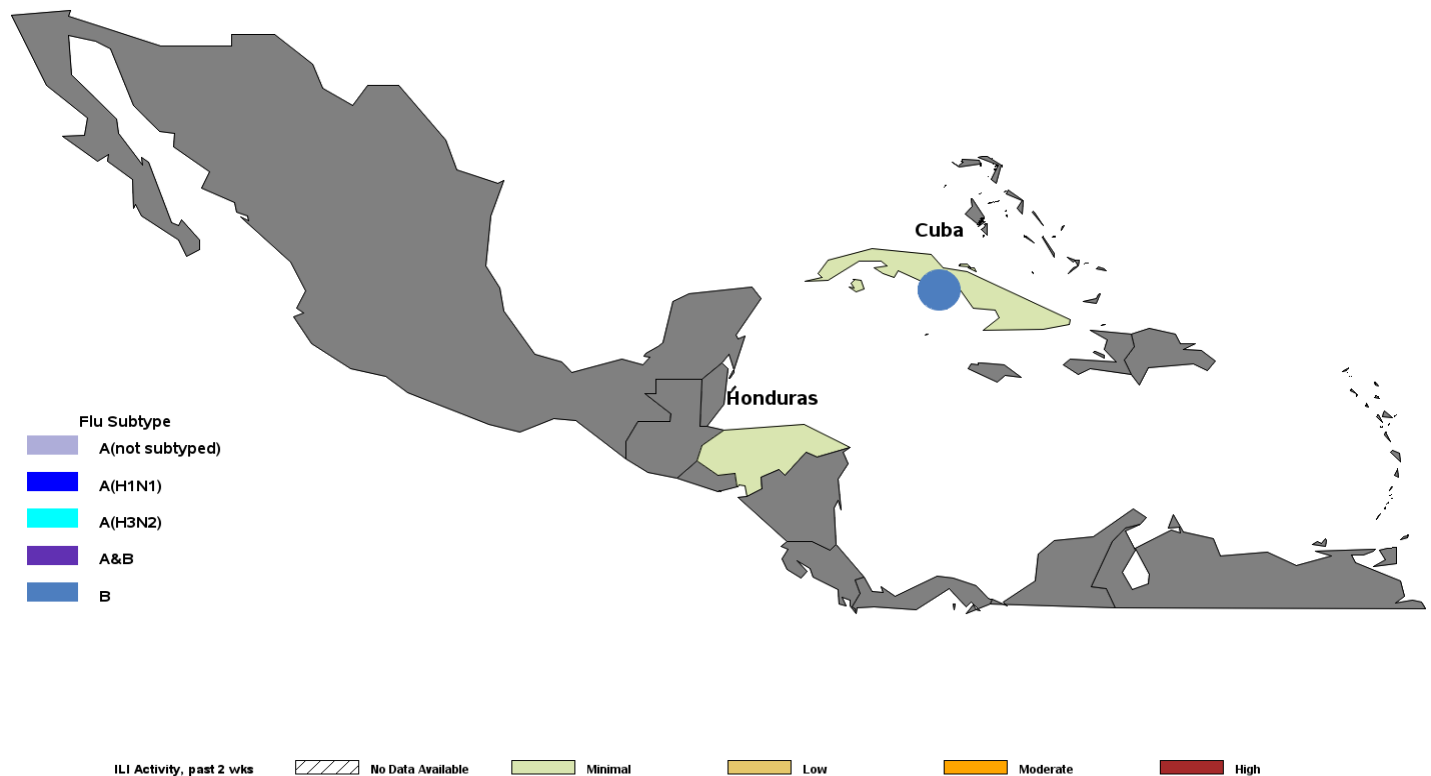 Cuba
Honduras
Flu Subtype
A(not subtyped)
A(H1N1)
A(H3N2)
A&B
B
ILI Activity, past 2 wks No Data Available Minimal Low Moderate High